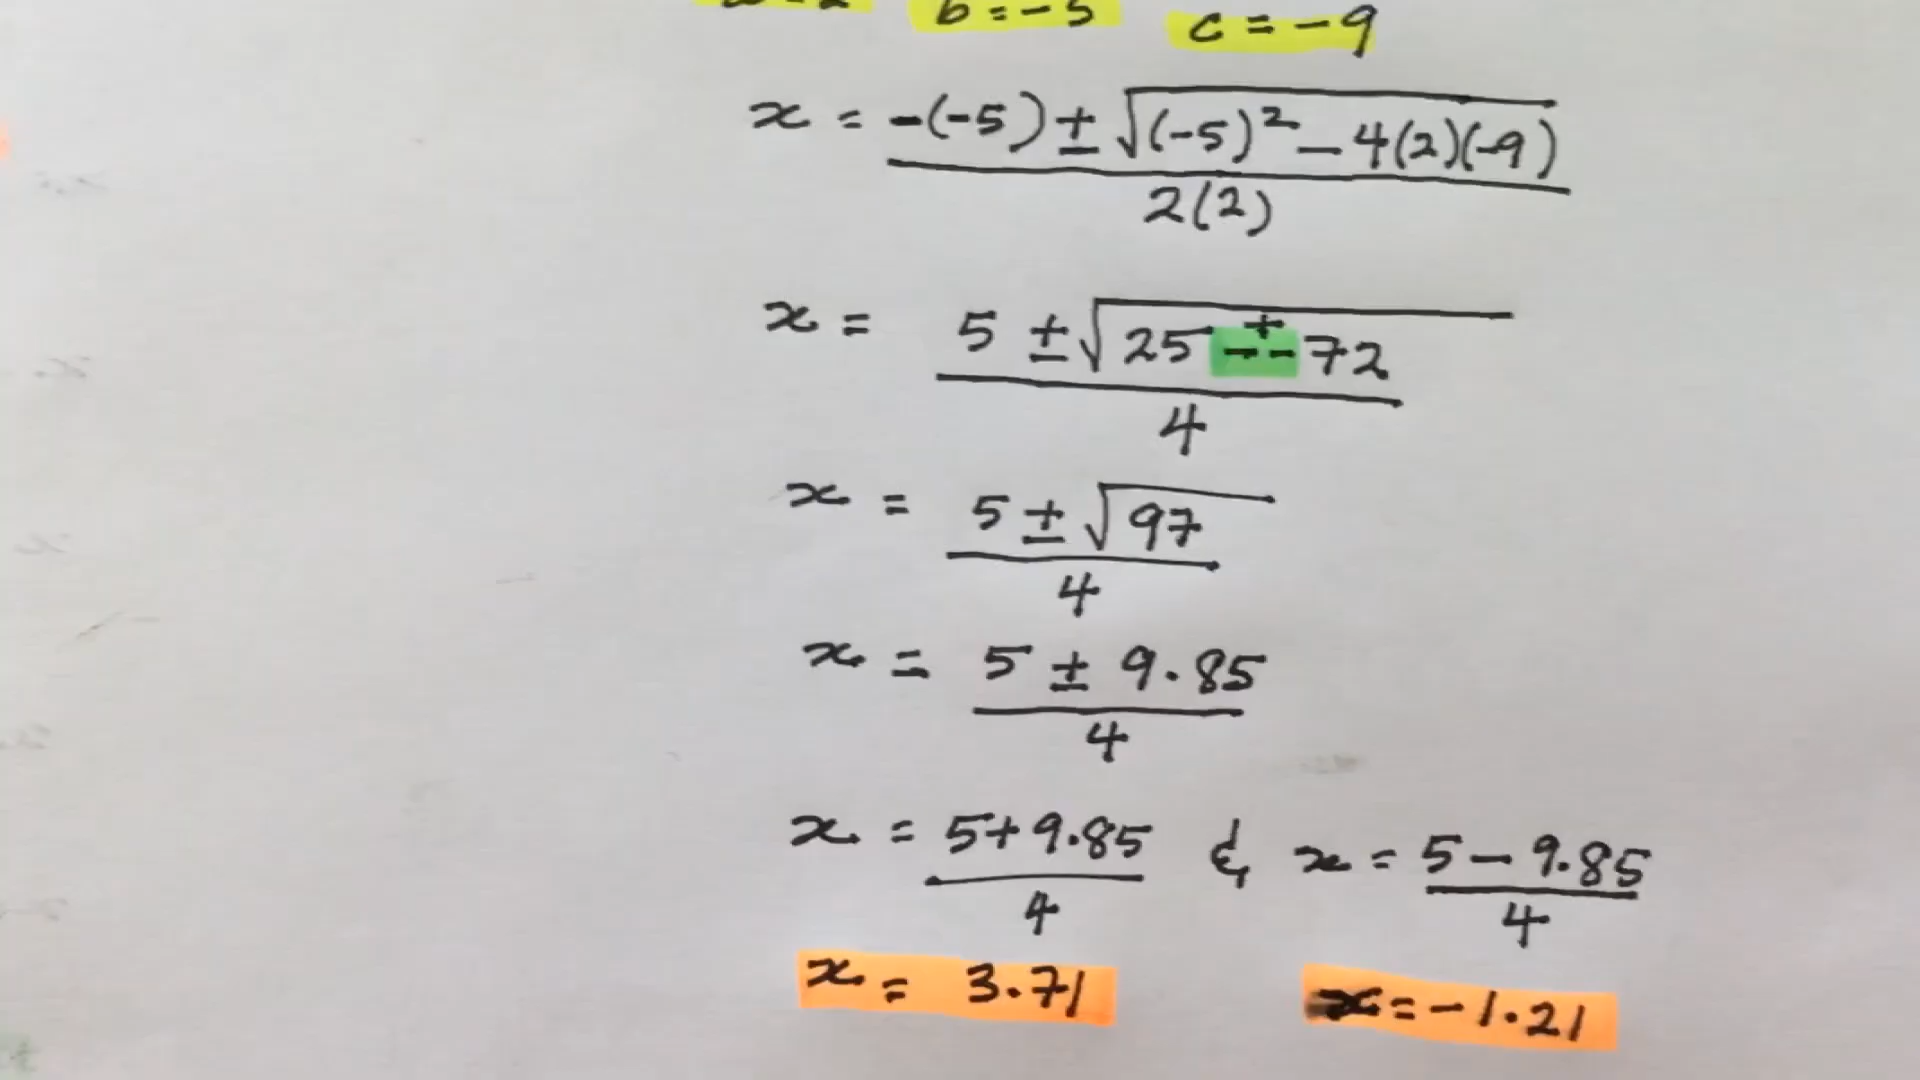 a=2 b=-5 c=-9
x = -(-5) ± √(-5)² - 4(2)(-9)
2(2)
x = 5 ± √25 -+- 72
4
x = 5 ± √97
4
x = 5 ± 9.85
4
x = 5+9.85 & x = 5-9.85
4 4
x = 3.71 x=-1.21